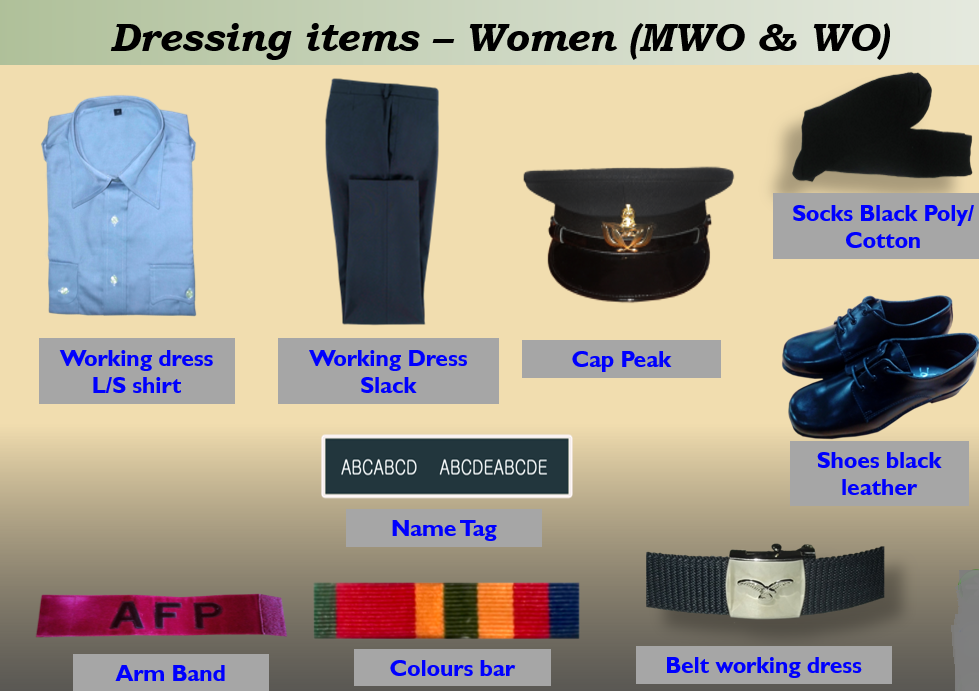 Dressing items – Women (MWO & WO)
Socks Black Poly/
Cotton
Working dress
L/S shirt
Working Dress
Slack
Cap Peak
Shoes black
leather
ABCABCD ABCDEABCDE
Name Tag
AFP
Arm Band
Colours bar
Belt working dress